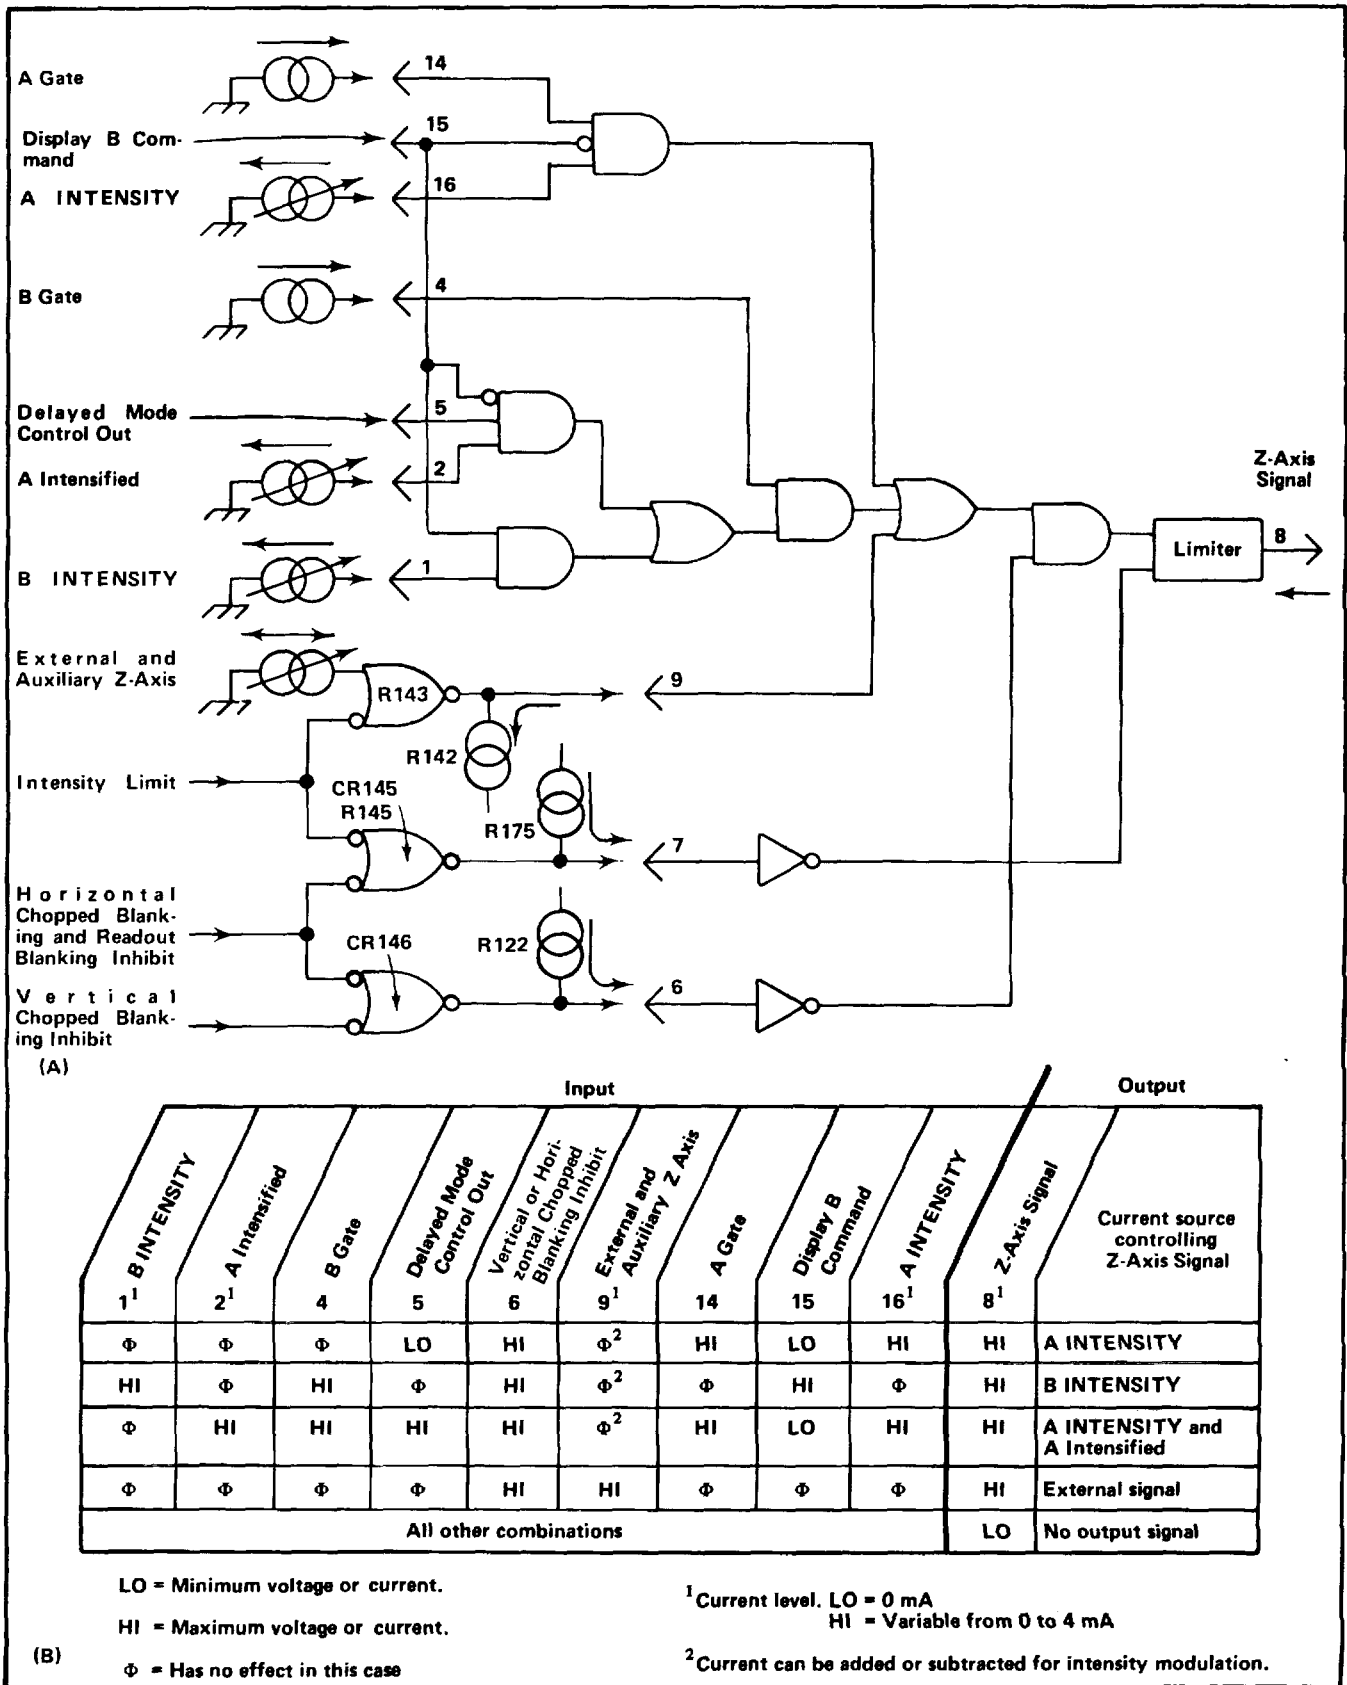 A Gate
14
Display B Com-
mand
15
A INTENSITY
16
B Gate
4
Delayed Mode
Control Out
5
A Intensified
2
B INTENSITY
1
Z-Axis
Signal
Limiter
8
External and
Auxiliary Z-Axis
R143
9
R142
Intensity Limit
CR145
R145
R175
7
Horizontal
Chopped Blank-
ing and Readout
Blanking Inhibit
CR146
R122
6
Vertical
Chopped Blank-
ing Inhibit
(A)
Input
Output
B INTENSITY
A Intensified
B Gate
Delayed Mode
Control Out
Vertical or Hori-
zontal Chopped
Blanking Inhibit
External and
Auxiliary Z Axis
A Gate
Display B
Command
A INTENSITY
Z-Axis Signal
Current source
controlling
Z-Axis Signal
1¹ 2¹ 4 5 6 9¹ 14 15 16¹ 8¹
Φ Φ Φ LO HI Φ² HI LO HI HI A INTENSITY
HI Φ HI Φ HI Φ² Φ HI Φ HI B INTENSITY
Φ HI HI HI HI Φ² HI LO HI HI A INTENSITY and
A Intensified
Φ Φ Φ Φ HI HI Φ Φ Φ HI External signal
All other combinations LO No output signal
LO = Minimum voltage or current.
HI = Maximum voltage or current.
Φ = Has no effect in this case
¹Current level. LO = 0 mA
HI = Variable from 0 to 4 mA
²Current can be added or subtracted for intensity modulation.
(B)